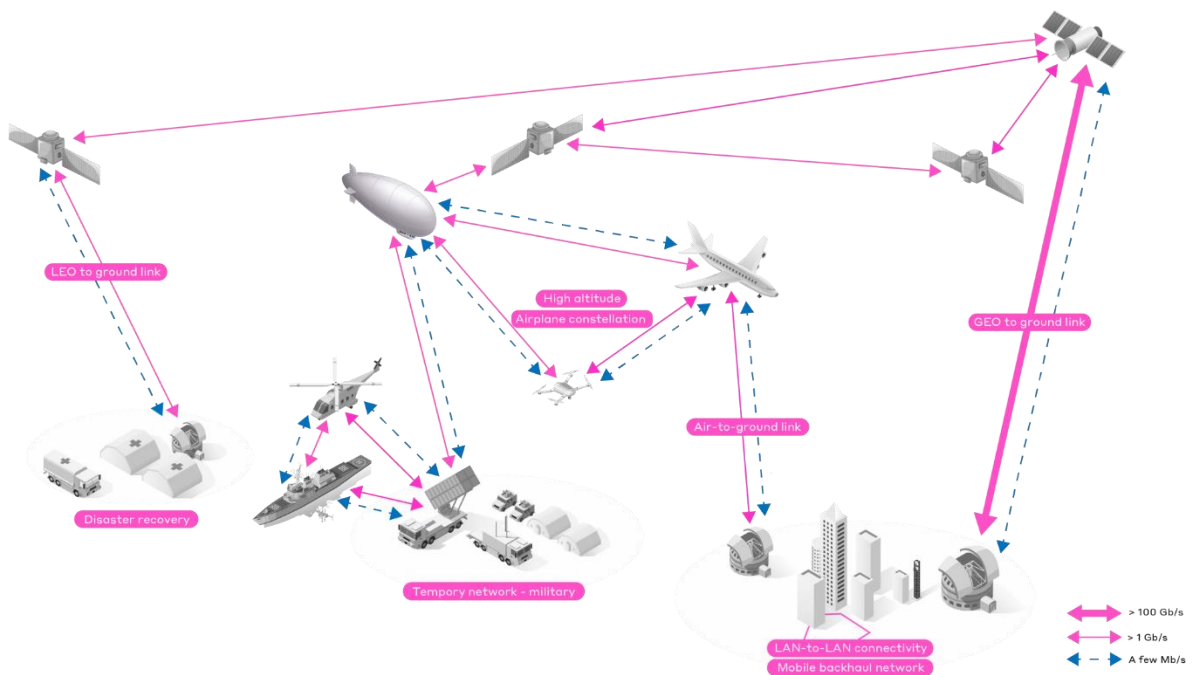 LEO to ground link
High altitude
Airplane constellation
GEO to ground link
Air-to-ground link
Disaster recovery
Tempory network - military
LAN-to-LAN connectivity
Mobile backhaul network
> 100 Gb/s
> 1 Gb/s
A few Mb/s